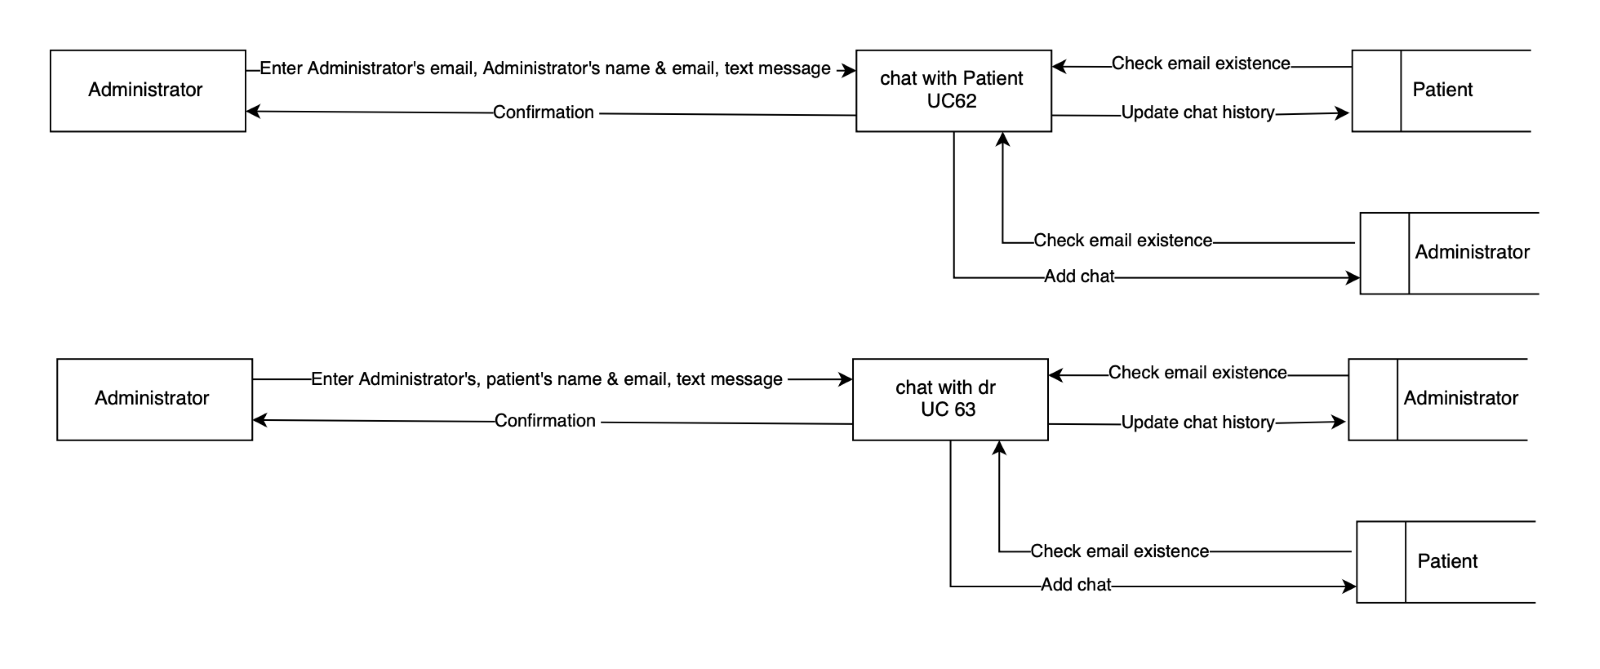 Administrator
Enter Administrator's email, Administrator's name & email, text message
Confirmation
chat with Patient
UC62
Check email existence
Update chat history
Patient
Check email existence
Add chat
Administrator
Administrator
Enter Administrator's, patient's name & email, text message
Confirmation
chat with dr
UC 63
Check email existence
Update chat history
Administrator
Check email existence
Add chat
Patient